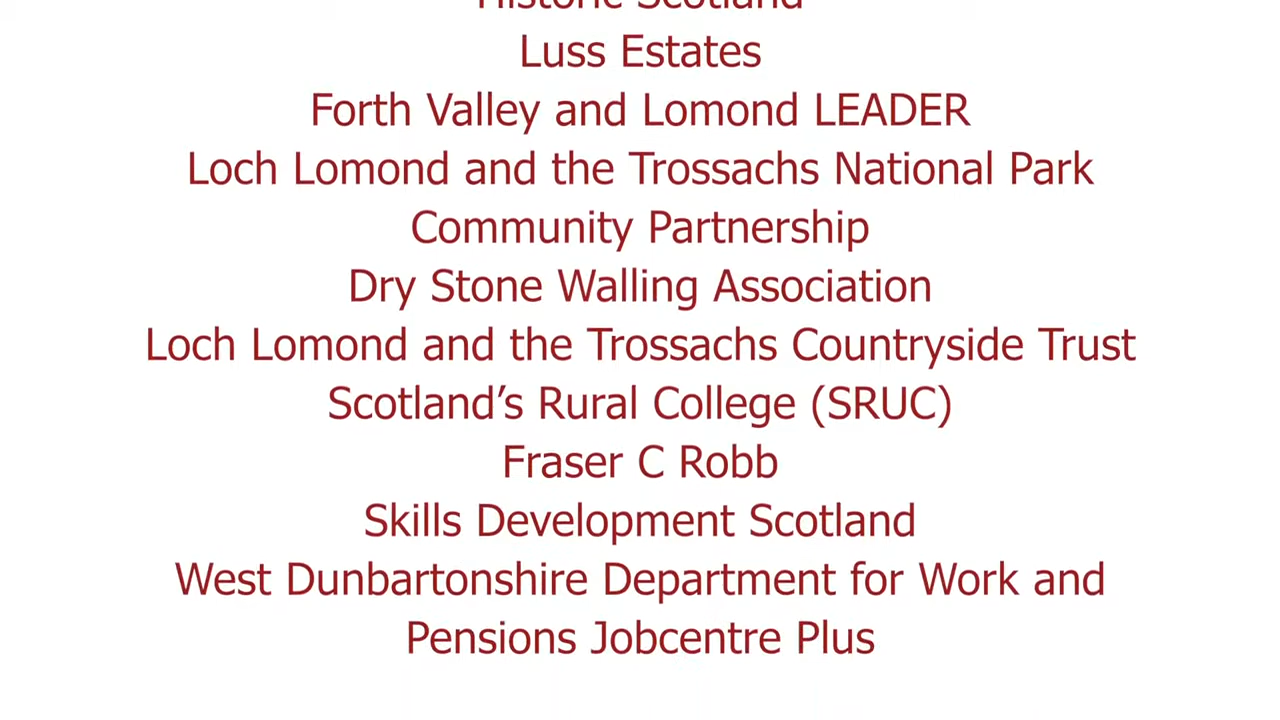 Historic Scotland
Luss Estates
Forth Valley and Lomond LEADER
Loch Lomond and the Trossachs National Park
Community Partnership
Dry Stone Walling Association
Loch Lomond and the Trossachs Countryside Trust
Scotland’s Rural College (SRUC)
Fraser C Robb
Skills Development Scotland
West Dunbartonshire Department for Work and
Pensions Jobcentre Plus